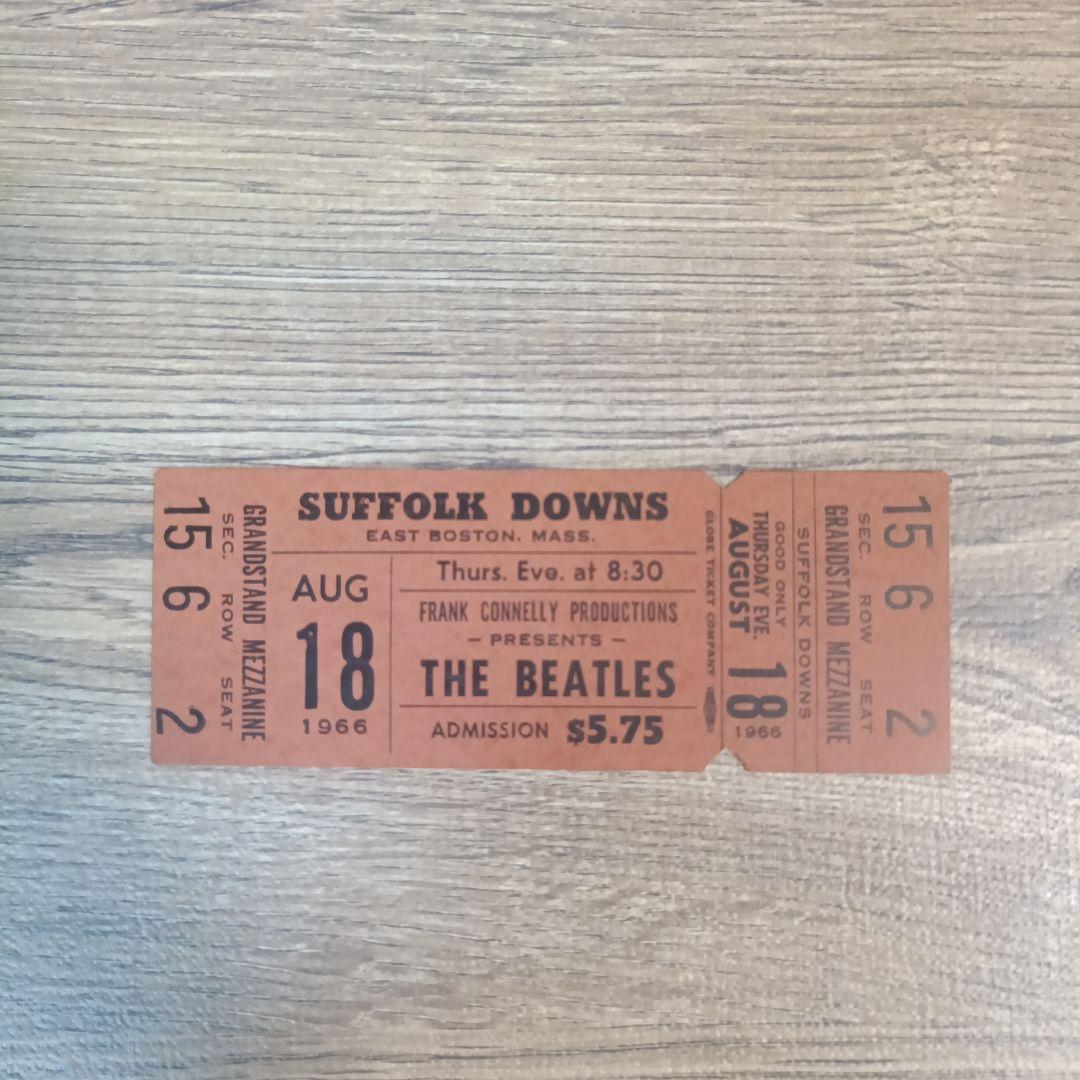 15 6 2
SEC. ROW SEAT
GRANDSTAND MEZZANINE
SUFFOLK DOWNS
EAST BOSTON. MASS.
AUG
18
1966
Thurs. Eve. at 8:30
FRANK CONNELLY PRODUCTIONS
– PRESENTS –
THE BEATLES
ADMISSION $5.75
GLOBE TICKET COMPANY
AUGUST 18
1966
THURSDAY EVE.
GOOD ONLY
SUFFOLK DOWNS
GRANDSTAND MEZZANINE
SEC. ROW SEAT
15 6 2